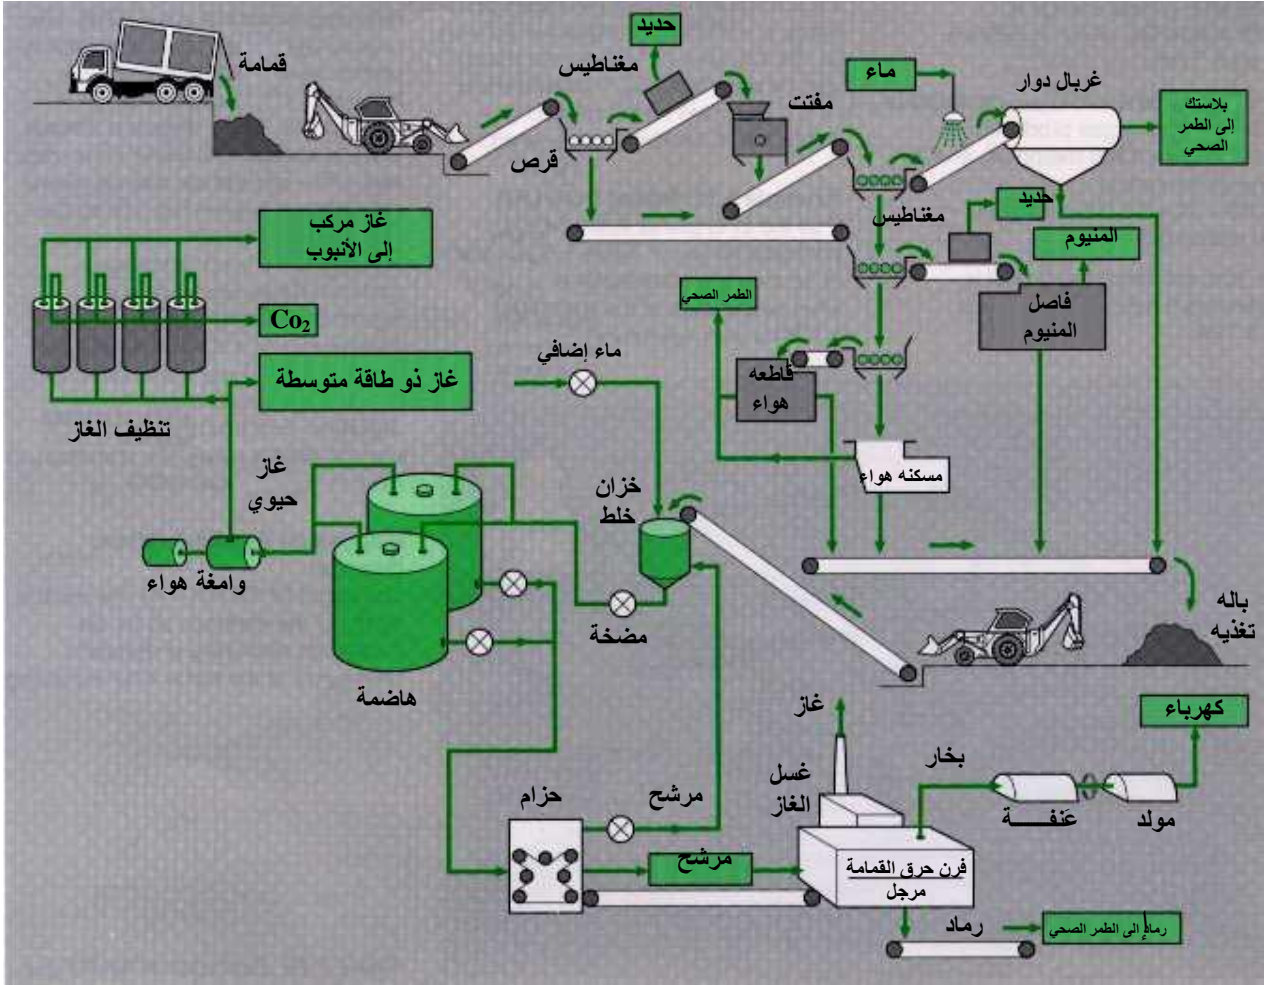 حديد
قمامة
مغناطيس
قرص
مفتت
ماء
غربال دوار
بلاستك
إلى الطمر
الصحي
مغناطيس
حديد
المنيوم
فاصل
المنيوم
غاز مركب
إلى الأنبوب
Co₂
غاز ذو طاقة متوسطة
تنظيف الغاز
الطمر الصحي
ماء إضافي
قاطعه
هواء
مسكنه هواء
غاز
حيوي
خزان
خلط
وامغة هواء
مضخة
هاضمة
باله
تغذيه
كهرباء
غاز
بخار
غسل
الغاز
عَنفـــــة
مولد
حزام
مرشح
مرشح
فرن حرق القمامة
مرجل
رماد
رماد إلى الطمر الصحي